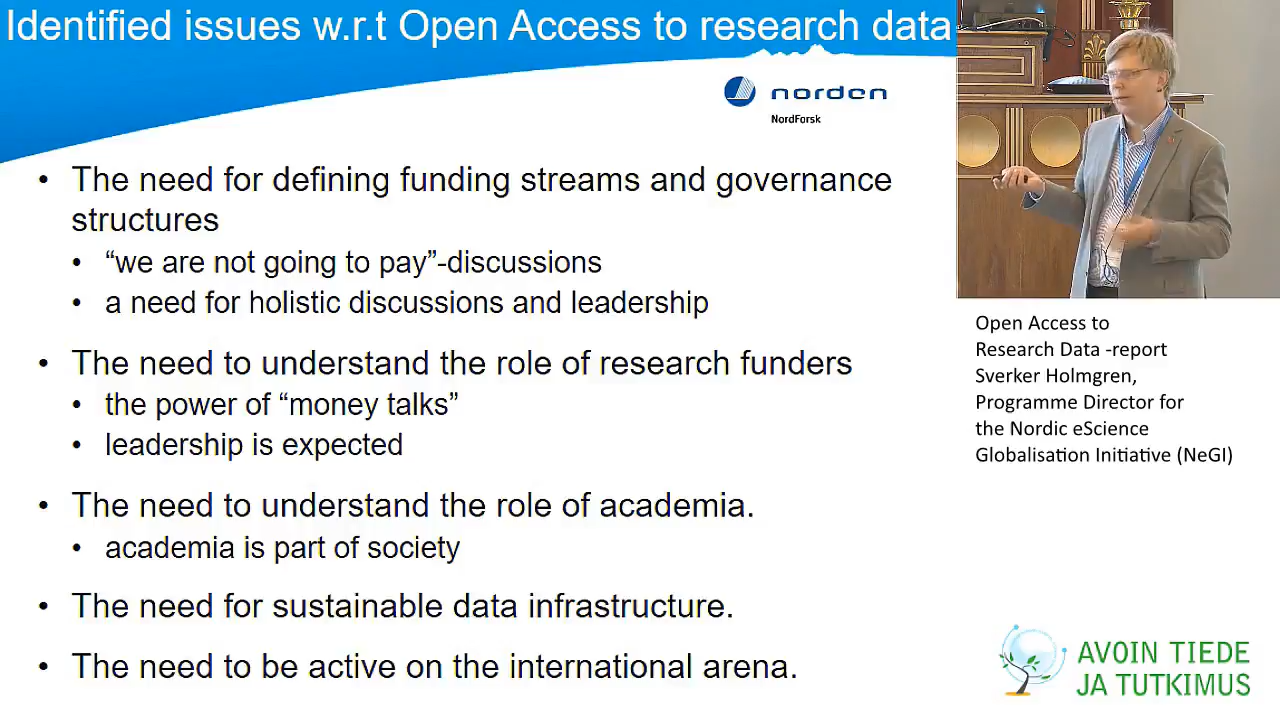 Identified issues w.r.t Open Access to research data
norden
NordForsk
• The need for defining funding streams and governance
structures
• “we are not going to pay”-discussions
• a need for holistic discussions and leadership
• The need to understand the role of research funders
• the power of “money talks”
• leadership is expected
• The need to understand the role of academia.
• academia is part of society
• The need for sustainable data infrastructure.
• The need to be active on the international arena.
Open Access to
Research Data -report
Sverker Holmgren,
Programme Director for
the Nordic eScience
Globalisation Initiative (NeGI)
AVOIN TIEDE
JA TUTKIMUS